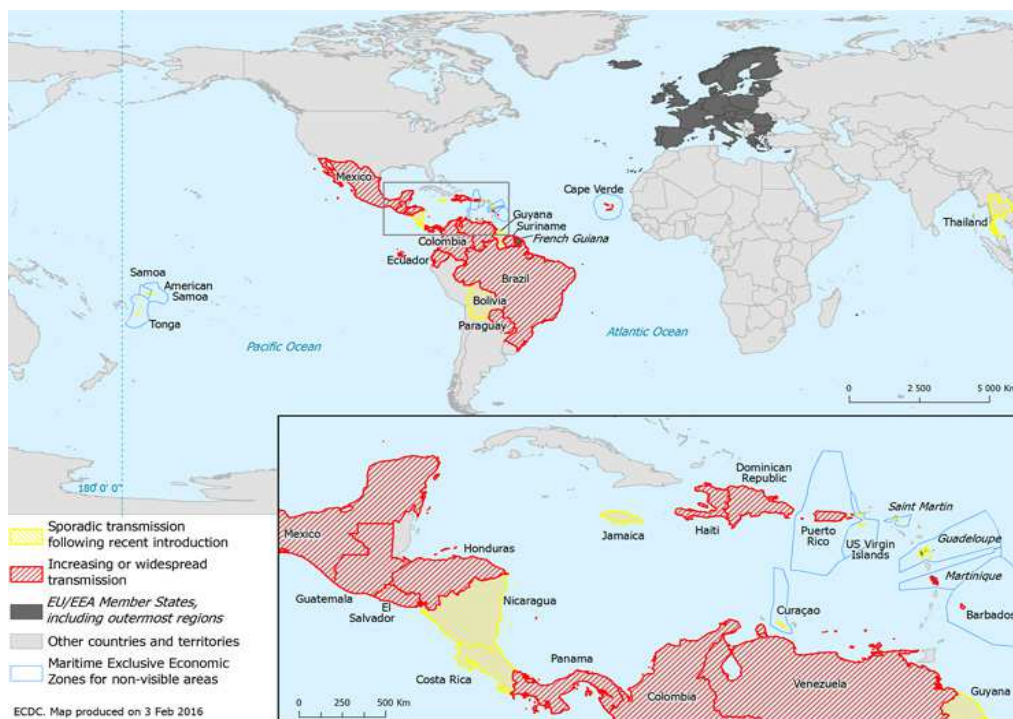 Mexico
Cape Verde
Guyana
Suriname
French Guiana
Thailand
Colombia
Ecuador
Brazil
Samoa
American
Samoa
Bolivia
Tonga
Paraguay
Pacific Ocean
Atlantic Ocean
0 2 500 5 000 Km
180°0'0"
Sporadic transmission
following recent introduction
Increasing or widespread
transmission
EU/EEA Member States,
including outermost regions
Other countries and territories
Maritime Exclusive Economic
Zones for non-visible areas
ECDC. Map produced on 3 Feb 2016
Dominican
Republic
Saint Martin
Mexico
Jamaica
Haiti
Puerto
Rico
US Virgin
Islands
Guadeloupe
Honduras
Martinique
Guatemala
El
Salvador
Nicaragua
Curaçao
Barbados
Costa Rica
Panama
Venezuela
Colombia
Guyana
0 250 500 Km